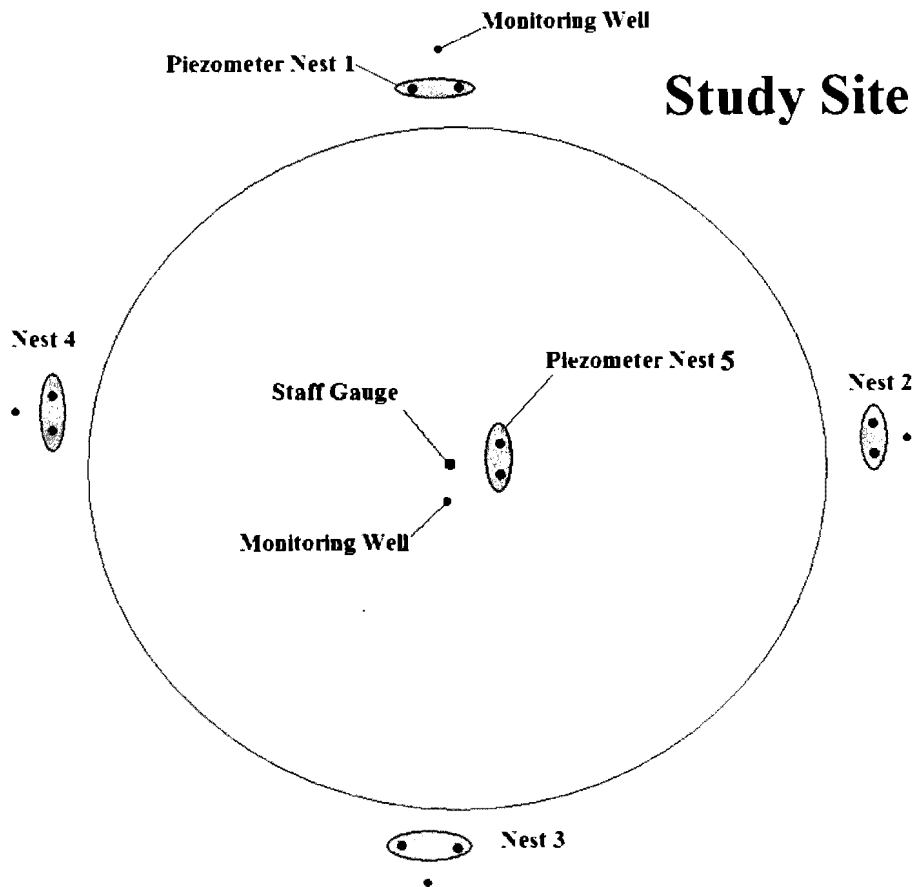 Monitoring Well
Piezometer Nest 1
Study Site
Nest 4
Piezometer Nest 5
Nest 2
Staff Gauge
Monitoring Well
Nest 3